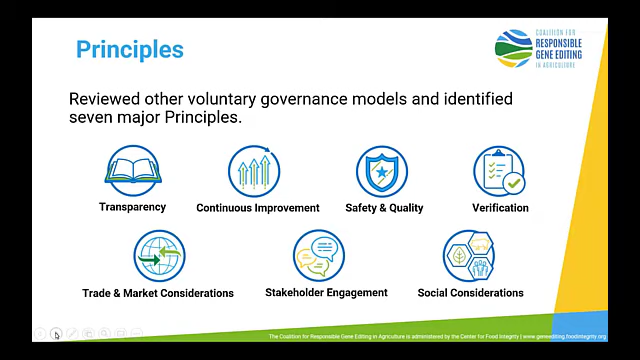 Principles
COALITION FOR
RESPONSIBLE
GENE EDITING
IN AGRICULTURE
Reviewed other voluntary governance models and identified
seven major Principles.
Transparency
Continuous Improvement
Safety & Quality
Verification
Trade & Market Considerations
Stakeholder Engagement
Social Considerations
The Coalition for Responsible Gene Editing in Agriculture is administered by the Center for Food Integrity | www.geneediting.foodintegrity.org